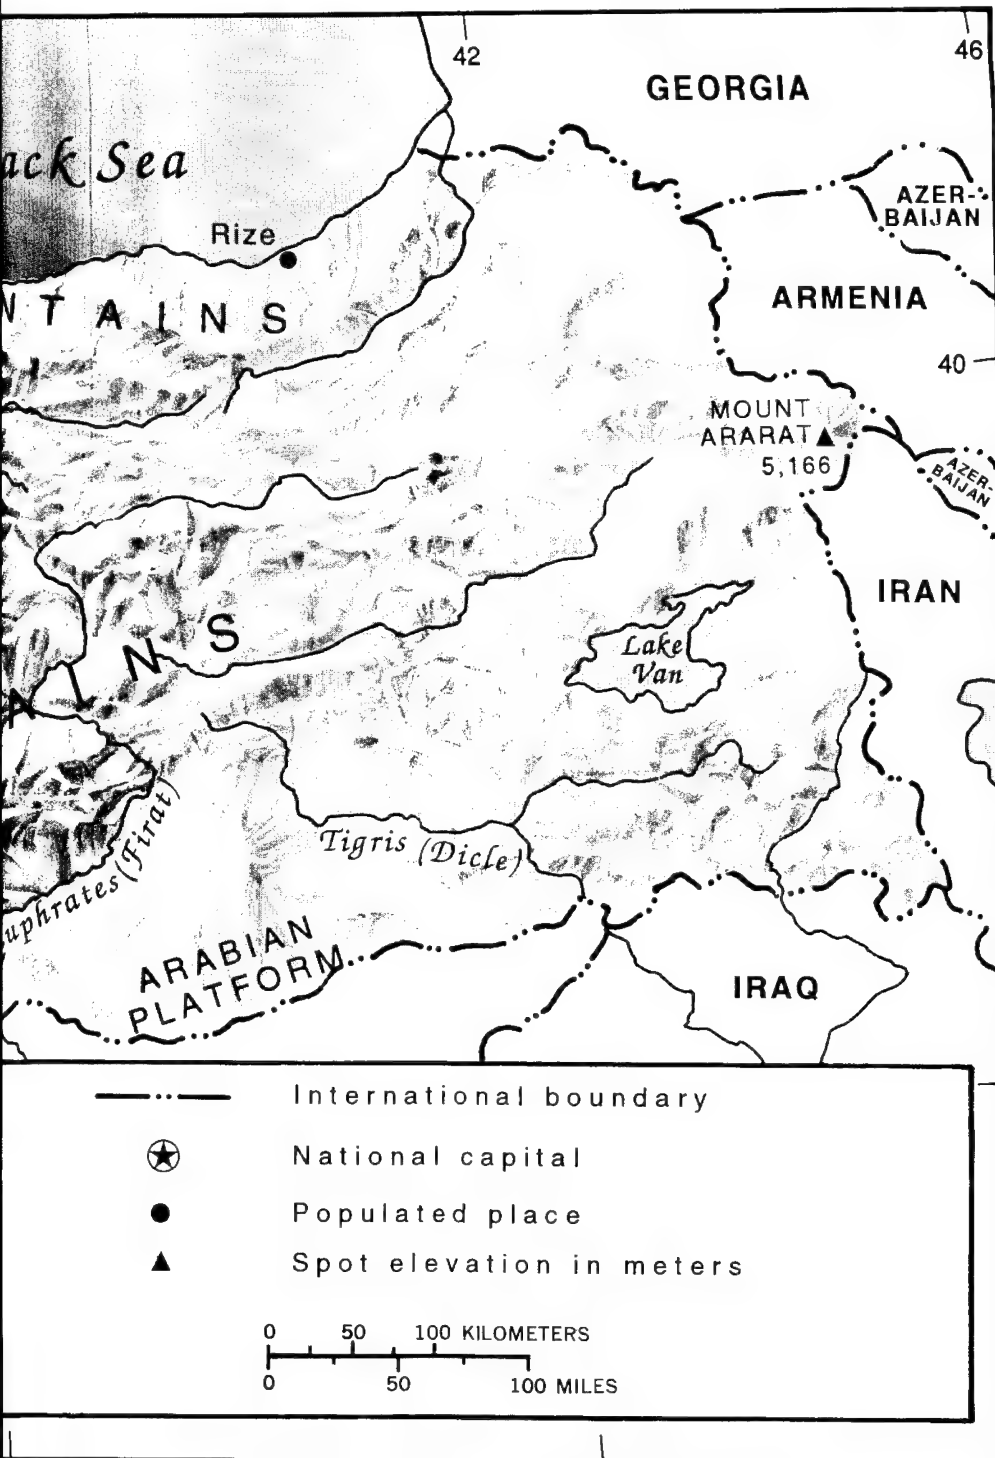 42
46
GEORGIA
ack Sea
AZER-
BAIJAN
Rize
ARMENIA
NTAINS
40
MOUNT
ARARAT
5,166
AZER-
BAIJAN
IRAN
AINS
Lake
Van
Tigris (Dicle)
uphrates (Firat)
ARABIAN
PLATFORM
IRAQ
International boundary
National capital
Populated place
Spot elevation in meters
0 50 100 KILOMETERS
0 50 100 MILES